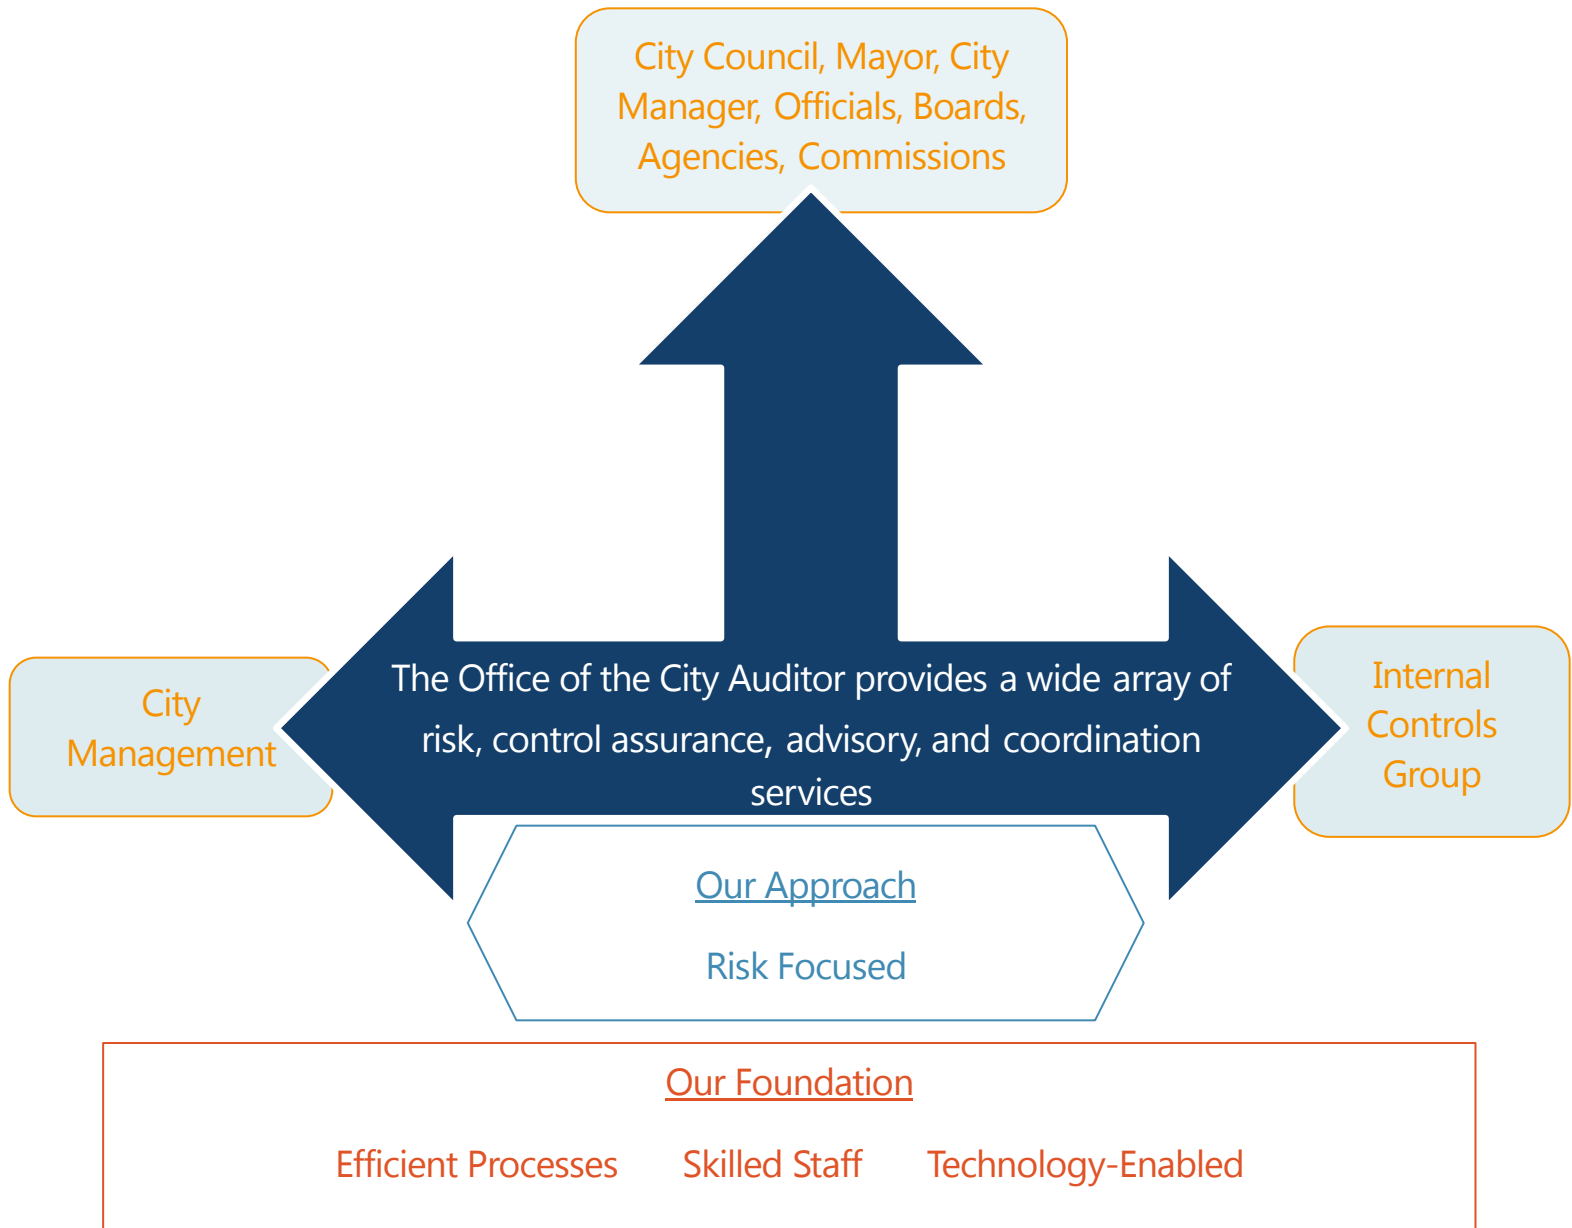 City Council, Mayor, City
Manager, Officials, Boards,
Agencies, Commissions
City
Management
The Office of the City Auditor provides a wide array of
risk, control assurance, advisory, and coordination
services
Internal
Controls
Group
Our Approach
Risk Focused
Our Foundation
Efficient Processes Skilled Staff Technology-Enabled